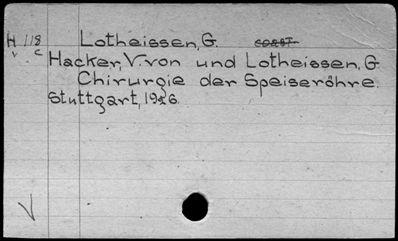 H 118 Lotheissen, G.
c Hacker, V. von und Lotheissen, G
Chirurgie der Speiseröhre.
Stuttgart, 1926.